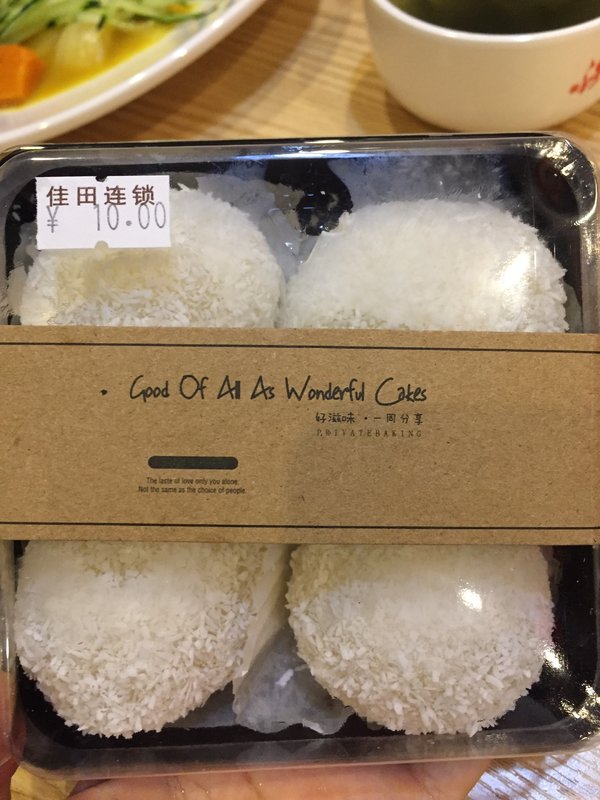 佳田连锁
¥ 10.00
Good Of All As Wonderful Cakes
好滋味·一同分享
PRIVATEBAKING
The taste of love only you alone.
Not the same as the choice of people.